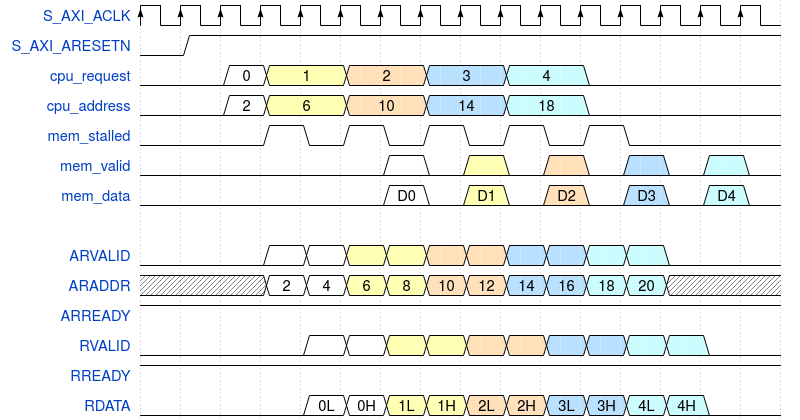 S_AXI_ACLK
S_AXI_ARESETN
cpu_request 0 1 2 3 4
cpu_address 2 6 10 14 18
mem_stalled
mem_valid
mem_data D0 D1 D2 D3 D4
ARVALID
ARADDR 2 4 6 8 10 12 14 16 18 20
ARREADY
RVALID
RREADY
RDATA 0L 0H 1L 1H 2L 2H 3L 3H 4L 4H